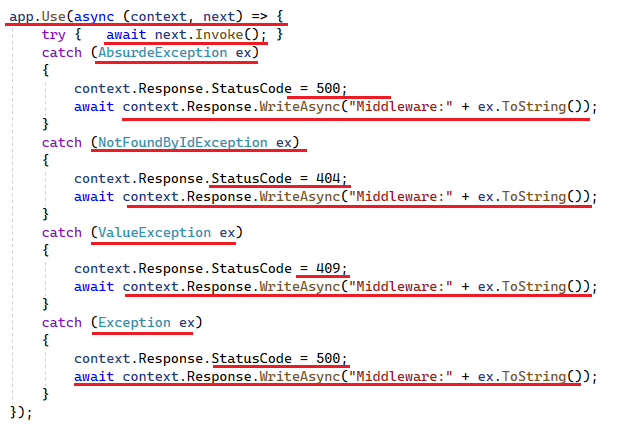 app.Use(async (context, next) => {
    try {   await next.Invoke(); }
    catch (AbsurdeException ex)
    {
        context.Response.StatusCode = 500;
        await context.Response.WriteAsync("Middleware:" + ex.ToString());
    }
    catch (NotFoundByIdException ex)
    {
        context.Response.StatusCode = 404;
        await context.Response.WriteAsync("Middleware:" + ex.ToString());
    }
    catch (ValueException ex)
    {
        context.Response.StatusCode = 409;
        await context.Response.WriteAsync("Middleware:" + ex.ToString());
    }
    catch (Exception ex)
    {
        context.Response.StatusCode = 500;
        await context.Response.WriteAsync("Middleware:" + ex.ToString());
    }
});